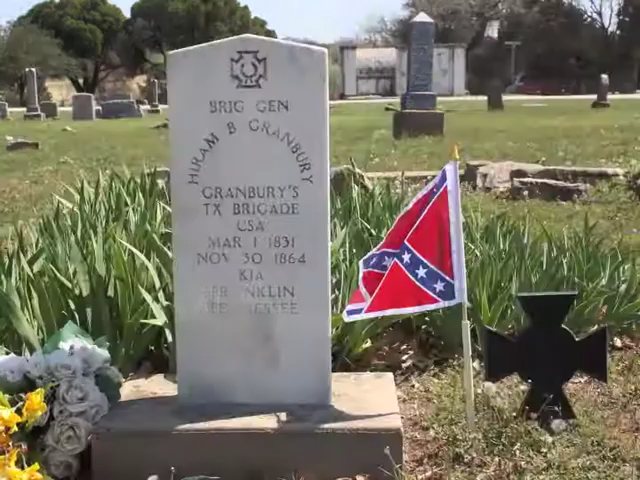 BRIG GEN
HIRAM B GRANBURY
GRANBURY'S
TX BRIGADE
CSA
MAR 1 1831
NOV 30 1864
KIA